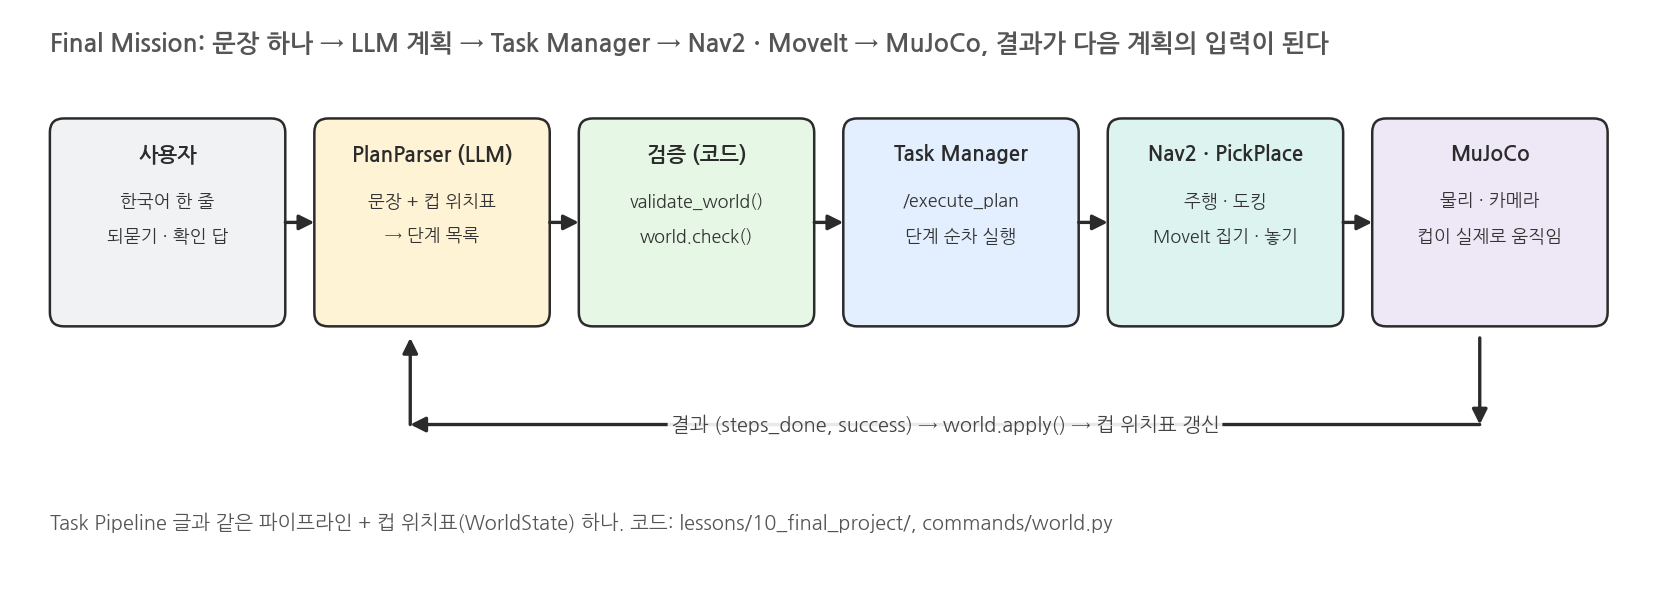 Final Mission: 문장 하나 → LLM 계획 → Task Manager → Nav2 · MoveIt → MuJoCo, 결과가 다음 계획의 입력이 된다
사용자
한국어 한 줄
되묻기 · 확인 답
PlanParser (LLM)
문장 + 컵 위치표
→ 단계 목록
검증 (코드)
validate_world()
world.check()
Task Manager
/execute_plan
단계 순차 실행
Nav2 · PickPlace
주행 · 도킹
MoveIt 집기 · 놓기
MuJoCo
물리 · 카메라
컵이 실제로 움직임
결과 (steps_done, success) → world.apply() → 컵 위치표 갱신
Task Pipeline 글과 같은 파이프라인 + 컵 위치표(WorldState) 하나. 코드: lessons/10_final_project/, commands/world.py